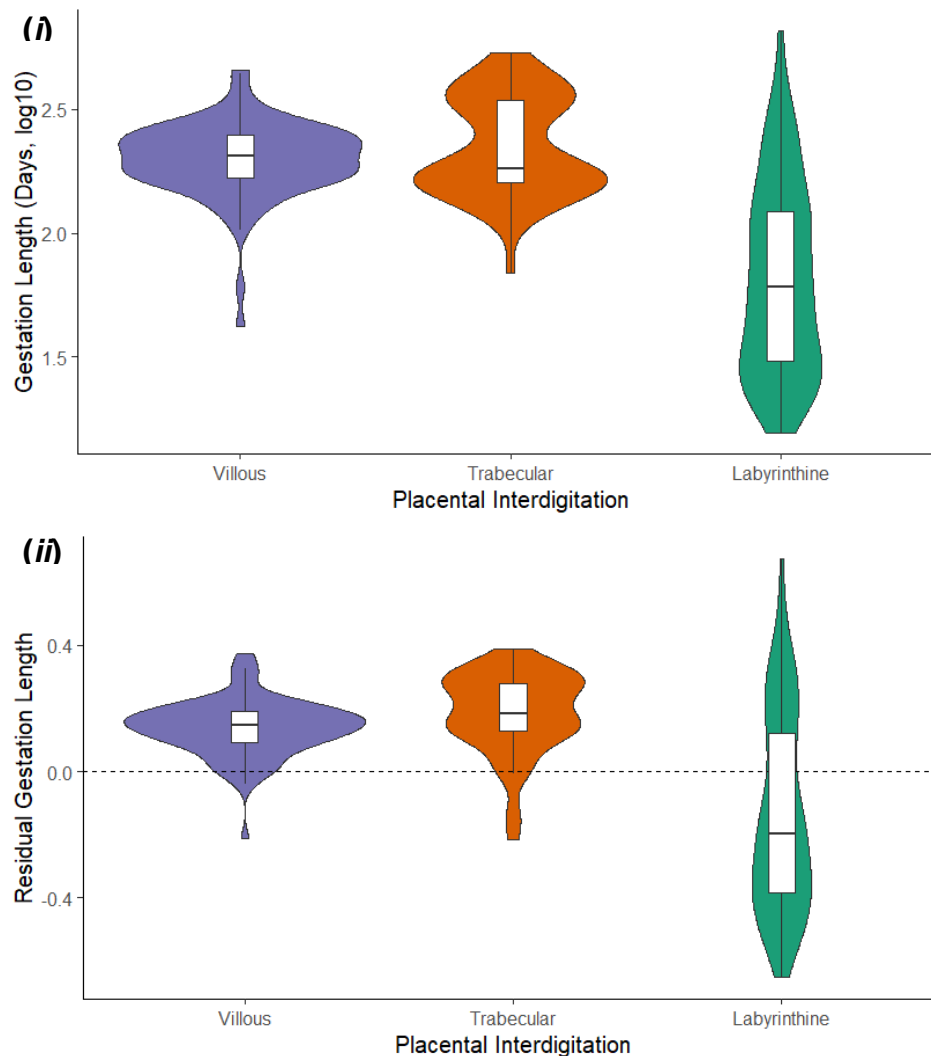 (i)
Gestation Length (Days, log10)
2.5
2.0
1.5
Villous Trabecular Labyrinthine
Placental Interdigitation
(ii)
Residual Gestation Length
0.4
0.0
-0.4
Villous Trabecular Labyrinthine
Placental Interdigitation